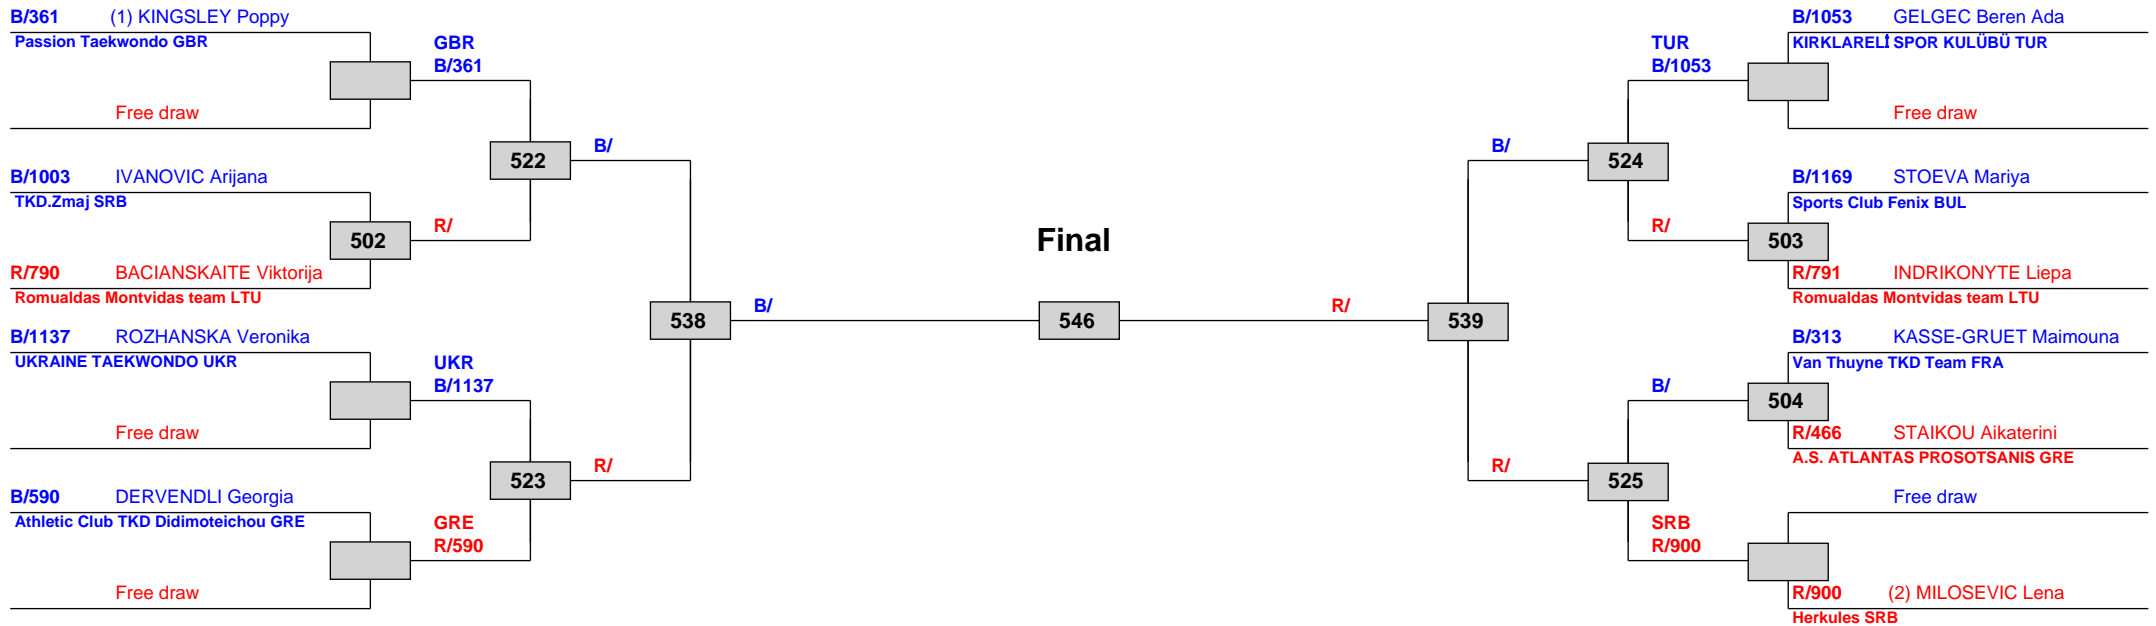 B/361 (1) KINGSLEY Poppy
Passion Taekwondo GBR
Free draw
B/1003 IVANOVIC Arijana
TKD.Zmaj SRB
R/790 BACIANSKAITE Viktorija
Romualdas Montvidas team LTU
B/1137 ROZHANSKA Veronika
UKRAINE TAEKWONDO UKR
Free draw
B/590 DERVENDLI Georgia
Athletic Club TKD Didimoteichou GRE
Free draw
GBR
B/361
502
R/
UKR
B/1137
GRE
R/590
522
B/
523
R/
538
B/
Final
546
R/
539
B/
R/
524
525
TUR
B/1053
R/
B/
SRB
R/900
503
504
B/1053 GELGEC Beren Ada
KIRKLARELİ SPOR KULÜBÜ TUR
Free draw
B/1169 STOEVA Mariya
Sports Club Fenix BUL
R/791 INDRIKONYTE Liepa
Romualdas Montvidas team LTU
B/313 KASSE-GRUET Maimouna
Van Thuyne TKD Team FRA
R/466 STAIKOU Aikaterini
A.S. ATLANTAS PROSOTSANIS GRE
Free draw
R/900 (2) MILOSEVIC Lena
Herkules SRB